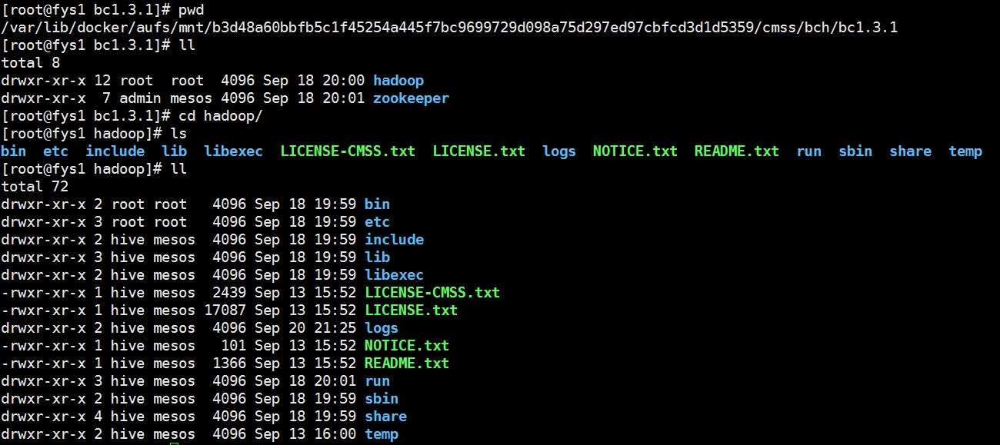 [root@fys1 bc1.3.1]# pwd
/var/lib/docker/aufs/mnt/b3d48a60bbfb5c1f45254a445f7bc9699729d098a75d297ed97cbfcd3d1d5359/cmss/bch/bc1.3.1
[root@fys1 bc1.3.1]# ll
total 8
drwxr-xr-x 12 root  root  4096 Sep 18 20:00 hadoop
drwxr-xr-x  7 admin mesos 4096 Sep 18 20:01 zookeeper
[root@fys1 bc1.3.1]# cd hadoop/
[root@fys1 hadoop]# ls
bin  etc  include  lib  libexec  LICENSE-CMSS.txt  LICENSE.txt  logs  NOTICE.txt  README.txt  run  sbin  share  temp
[root@fys1 hadoop]# ll
total 72
drwxr-xr-x 2 root root   4096 Sep 18 19:59 bin
drwxr-xr-x 3 root root   4096 Sep 18 19:59 etc
drwxr-xr-x 2 hive mesos  4096 Sep 18 19:59 include
drwxr-xr-x 3 hive mesos  4096 Sep 18 19:59 lib
drwxr-xr-x 2 hive mesos  4096 Sep 18 19:59 libexec
-rwxr-xr-x 1 hive mesos  2439 Sep 13 15:52 LICENSE-CMSS.txt
-rwxr-xr-x 1 hive mesos 17087 Sep 13 15:52 LICENSE.txt
drwxr-xr-x 2 hive mesos  4096 Sep 20 21:25 logs
-rwxr-xr-x 1 hive mesos   101 Sep 13 15:52 NOTICE.txt
-rwxr-xr-x 1 hive mesos  1366 Sep 13 15:52 README.txt
drwxr-xr-x 3 hive mesos  4096 Sep 18 20:01 run
drwxr-xr-x 2 hive mesos  4096 Sep 18 19:59 sbin
drwxr-xr-x 4 hive mesos  4096 Sep 18 19:59 share
drwxr-xr-x 2 hive mesos  4096 Sep 13 16:00 temp